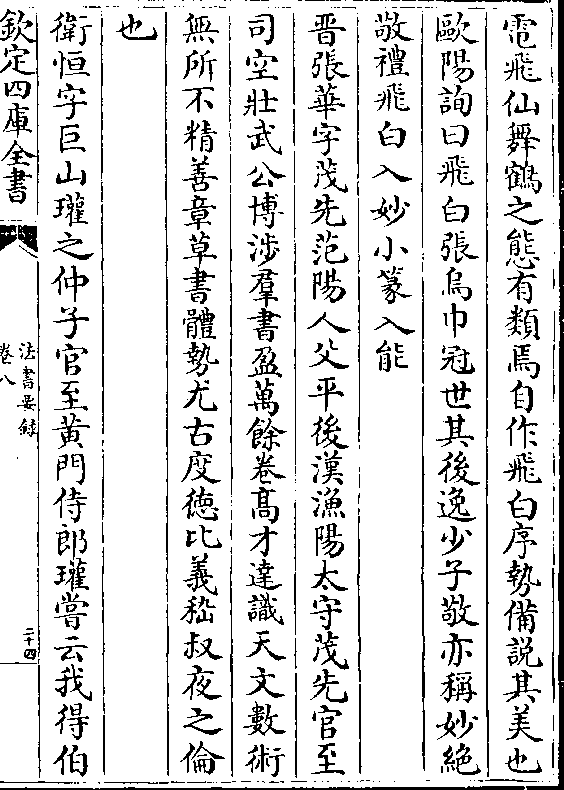 電飛仙舞鶴之態有類焉自作飛白序勢備説其美也
歐陽詢曰飛白張烏巾冠世其後逸少子敬亦稱妙絶
敬禮飛白入妙小篆入能
晉張華字茂先范陽人父平後漢漁陽太守茂先官至
司空壯武公博涉羣書盈萬餘卷髙才達識天文數術
無所不精善章草書體勢尤古度徳比義嵇叔夜之倫
也
衛恒字巨山瓘之仲子官至黄門侍郎瓘嘗云我得伯
欽定四庫全書
法書要録
卷八
二十四